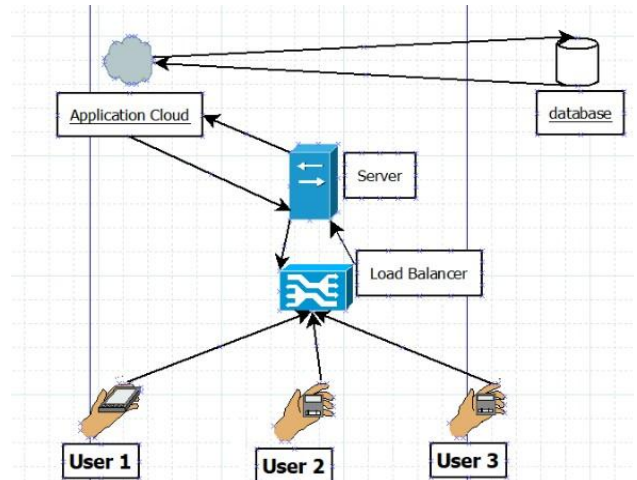 Application Cloud
database
Server
Load Balancer
User 1
User 2
User 3